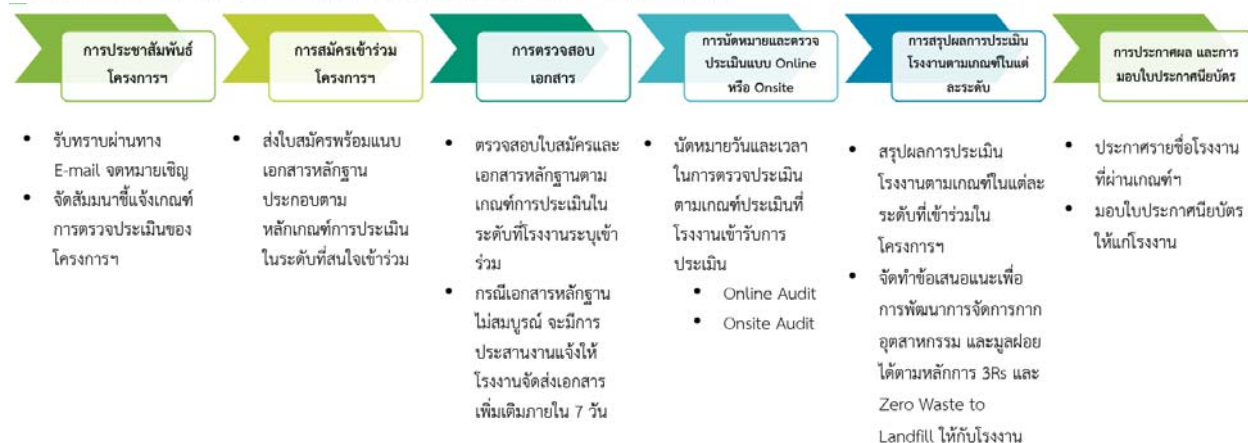 การประชาสัมพันธ์
โครงการฯ
การสมัครเข้าร่วม
โครงการฯ
การตรวจสอบ
เอกสาร
การนัดหมายและตรวจ
ประเมินแบบ Online
หรือ Onsite
การสรุปผลการประเมิน
โรงงานตามเกณฑ์ในแต่
ละระดับ
การประกาศผล และการ
มอบใบประกาศนียบัตร
• รับทราบผ่านทาง
E-mail จดหมายเชิญ
• จัดสัมมนาชี้แจ้งเกณฑ์
การตรวจประเมินของ
โครงการฯ
• ส่งใบสมัครพร้อมแนบ
เอกสารหลักฐาน
ประกอบตาม
หลักเกณฑ์การประเมิน
ในระดับที่สนใจเข้าร่วม
• ตรวจสอบใบสมัครและ
เอกสารหลักฐานตาม
เกณฑ์การประเมินใน
ระดับที่โรงงานระบุเข้า
ร่วม
• กรณีเอกสารหลักฐาน
ไม่สมบูรณ์ จะมีการ
ประสานงานแจ้งให้
โรงงานจัดส่งเอกสาร
เพิ่มเติมภายใน 7 วัน
• นัดหมายวันและเวลา
ในการตรวจประเมิน
ตามเกณฑ์ประเมินที่
โรงงานเข้ารับการ
ประเมิน
• Online Audit
• Onsite Audit
• สรุปผลการประเมิน
โรงงานตามเกณฑ์ในแต่ละ
ระดับที่เข้าร่วมใน
โครงการฯ
• จัดทำข้อเสนอแนะเพื่อ
การพัฒนาการจัดการกาก
อุตสาหกรรม และมูลฝอย
ได้ตามหลักการ 3Rs และ
Zero Waste to
Landfill ให้กับโรงงาน
• ประกาศรายชื่อโรงงาน
ที่ผ่านเกณฑ์ฯ
• มอบใบประกาศนียบัตร
ให้แก่โรงงาน